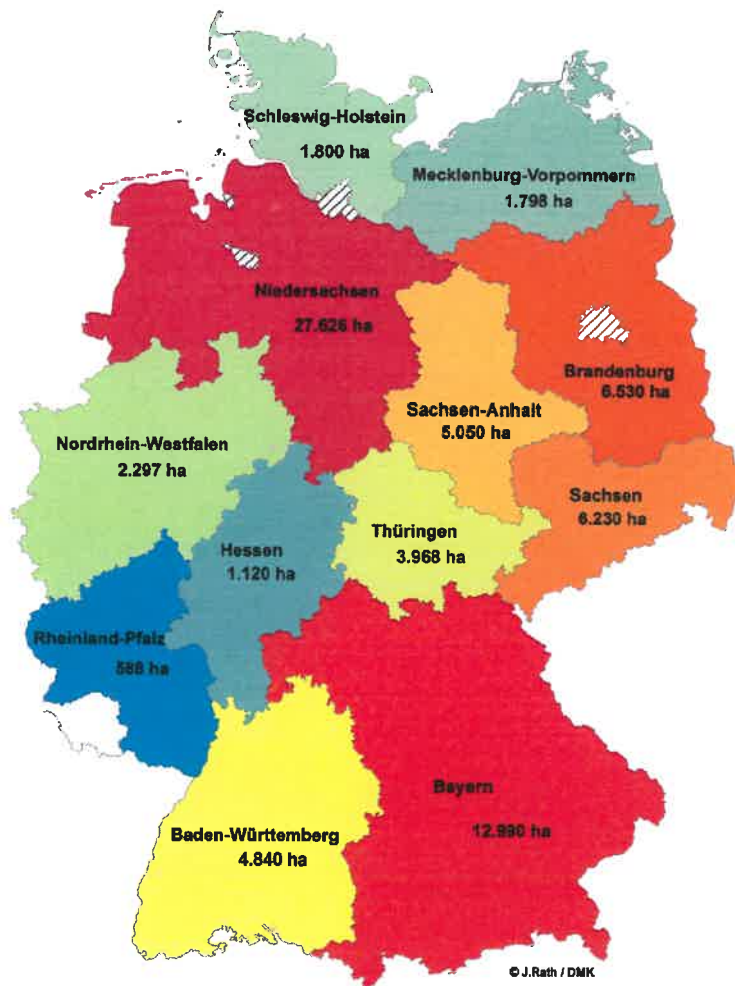 Schleswig-Holstein
1.800 ha
Mecklenburg-Vorpommern
1.798 ha
Niedersachsen
27.626 ha
Brandenburg
6.530 ha
Sachsen-Anhalt
5.050 ha
Nordrhein-Westfalen
2.297 ha
Sachsen
6.230 ha
Thüringen
3.968 ha
Hessen
1.120 ha
Rheinland-Pfalz
588 ha
Bayern
12.990 ha
Baden-Württemberg
4.840 ha
© J.Rath / DMK